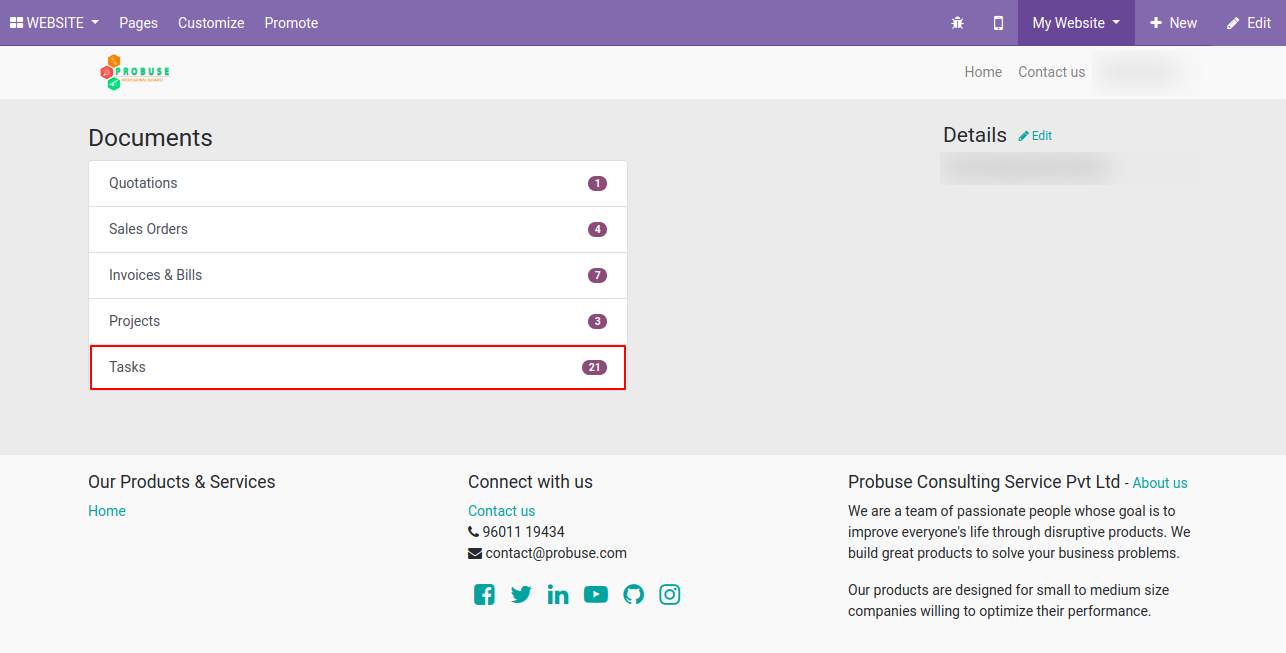 WEBSITE Pages Customize Promote My Website New Edit
PROBUSE
Home Contact us
Documents
Quotations 1
Sales Orders 4
Invoices & Bills 7
Projects 3
Tasks 21
Details Edit
Our Products & Services
Home
Connect with us
Contact us
96011 19434
contact@probuse.com
Probuse Consulting Service Pvt Ltd - About us
We are a team of passionate people whose goal is to
improve everyone's life through disruptive products. We
build great products to solve your business problems.
Our products are designed for small to medium size
companies willing to optimize their performance.